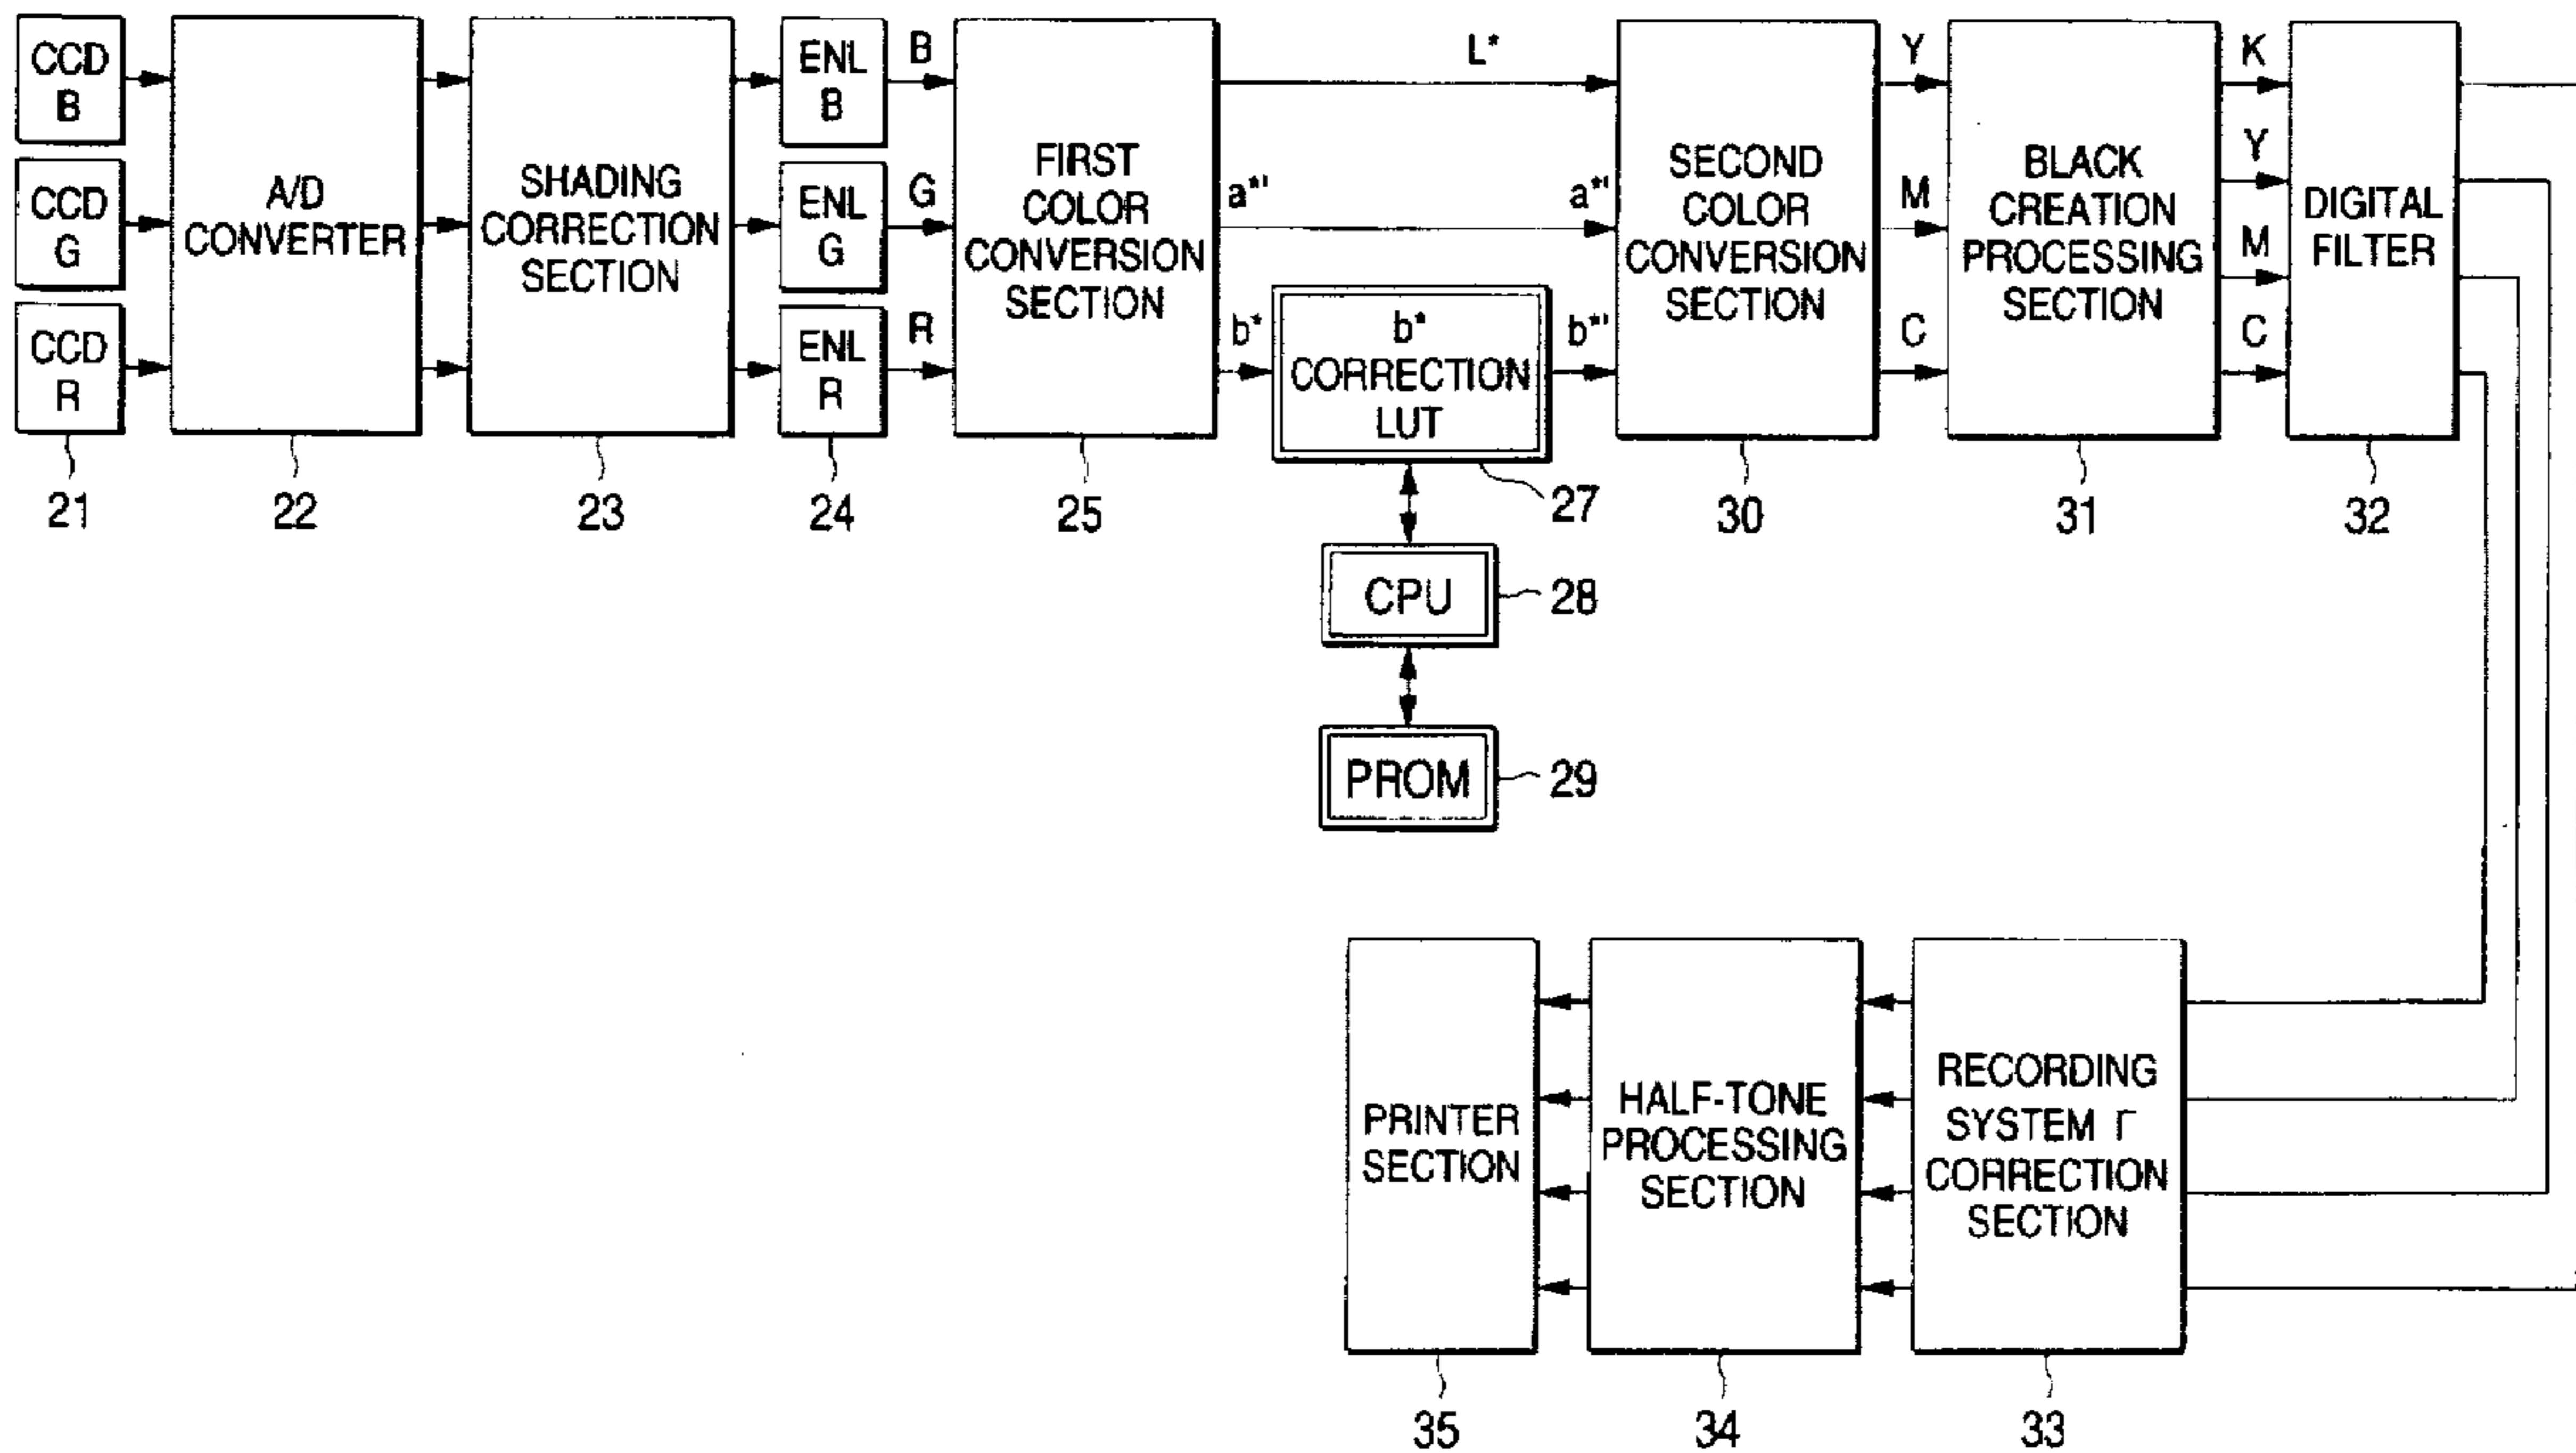 CCD
B
CCD
G
CCD
R
21
A/D
CONVERTER
22
SHADING
CORRECTION
SECTION
23
ENL
B
ENL
G
ENL
R
24
B
G
R
FIRST
COLOR
CONVERSION
SECTION
25
L*
a*'
a*'
b*
b*
CORRECTION
LUT
27
b*'
CPU
28
PROM
29
SECOND
COLOR
CONVERSION
SECTION
30
Y
M
C
BLACK
CREATION
PROCESSING
SECTION
31
K
Y
M
C
DIGITAL
FILTER
32
PRINTER
SECTION
35
HALF-TONE
PROCESSING
SECTION
34
RECORDING
SYSTEM Γ
CORRECTION
SECTION
33